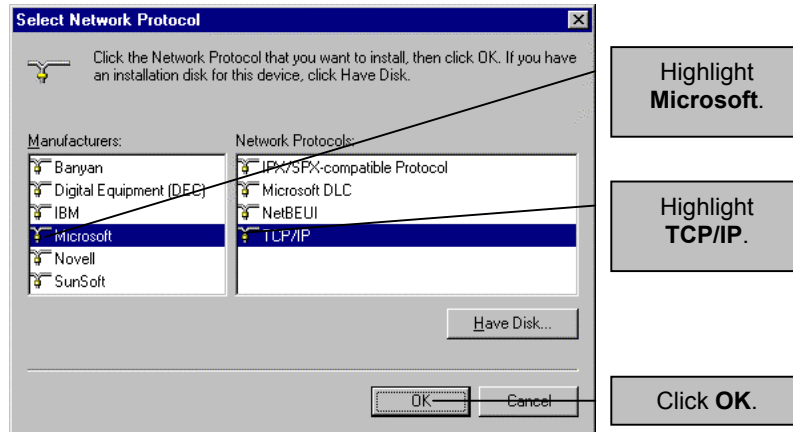 Select Network Protocol
Click the Network Protocol that you want to install, then click OK. If you have
an installation disk for this device, click Have Disk.
Manufacturers:
Banyan
Digital Equipment (DEC)
IBM
Microsoft
Novell
SunSoft
Network Protocols:
IPX/SPX-compatible Protocol
Microsoft DLC
NetBEUI
TCP/IP
Have Disk...
OK
Cancel
Highlight
Microsoft.
Highlight
TCP/IP.
Click OK.